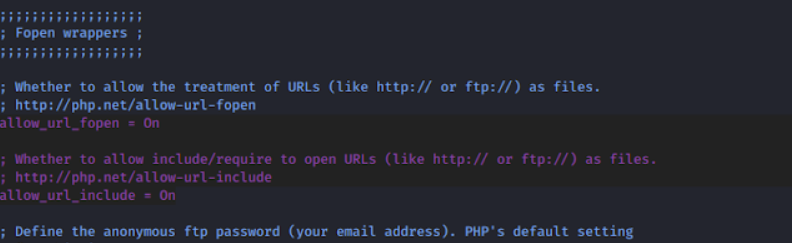 ;;;;;;;;;;;;;;;;;;
; Fopen wrappers ;
;;;;;;;;;;;;;;;;;;
; Whether to allow the treatment of URLs (like http:// or ftp://) as files.
; http://php.net/allow-url-fopen
allow_url_fopen = On
; Whether to allow include/require to open URLs (like http:// or ftp://) as files.
; http://php.net/allow-url-include
allow_url_include = On
; Define the anonymous ftp password (your email address). PHP's default setting